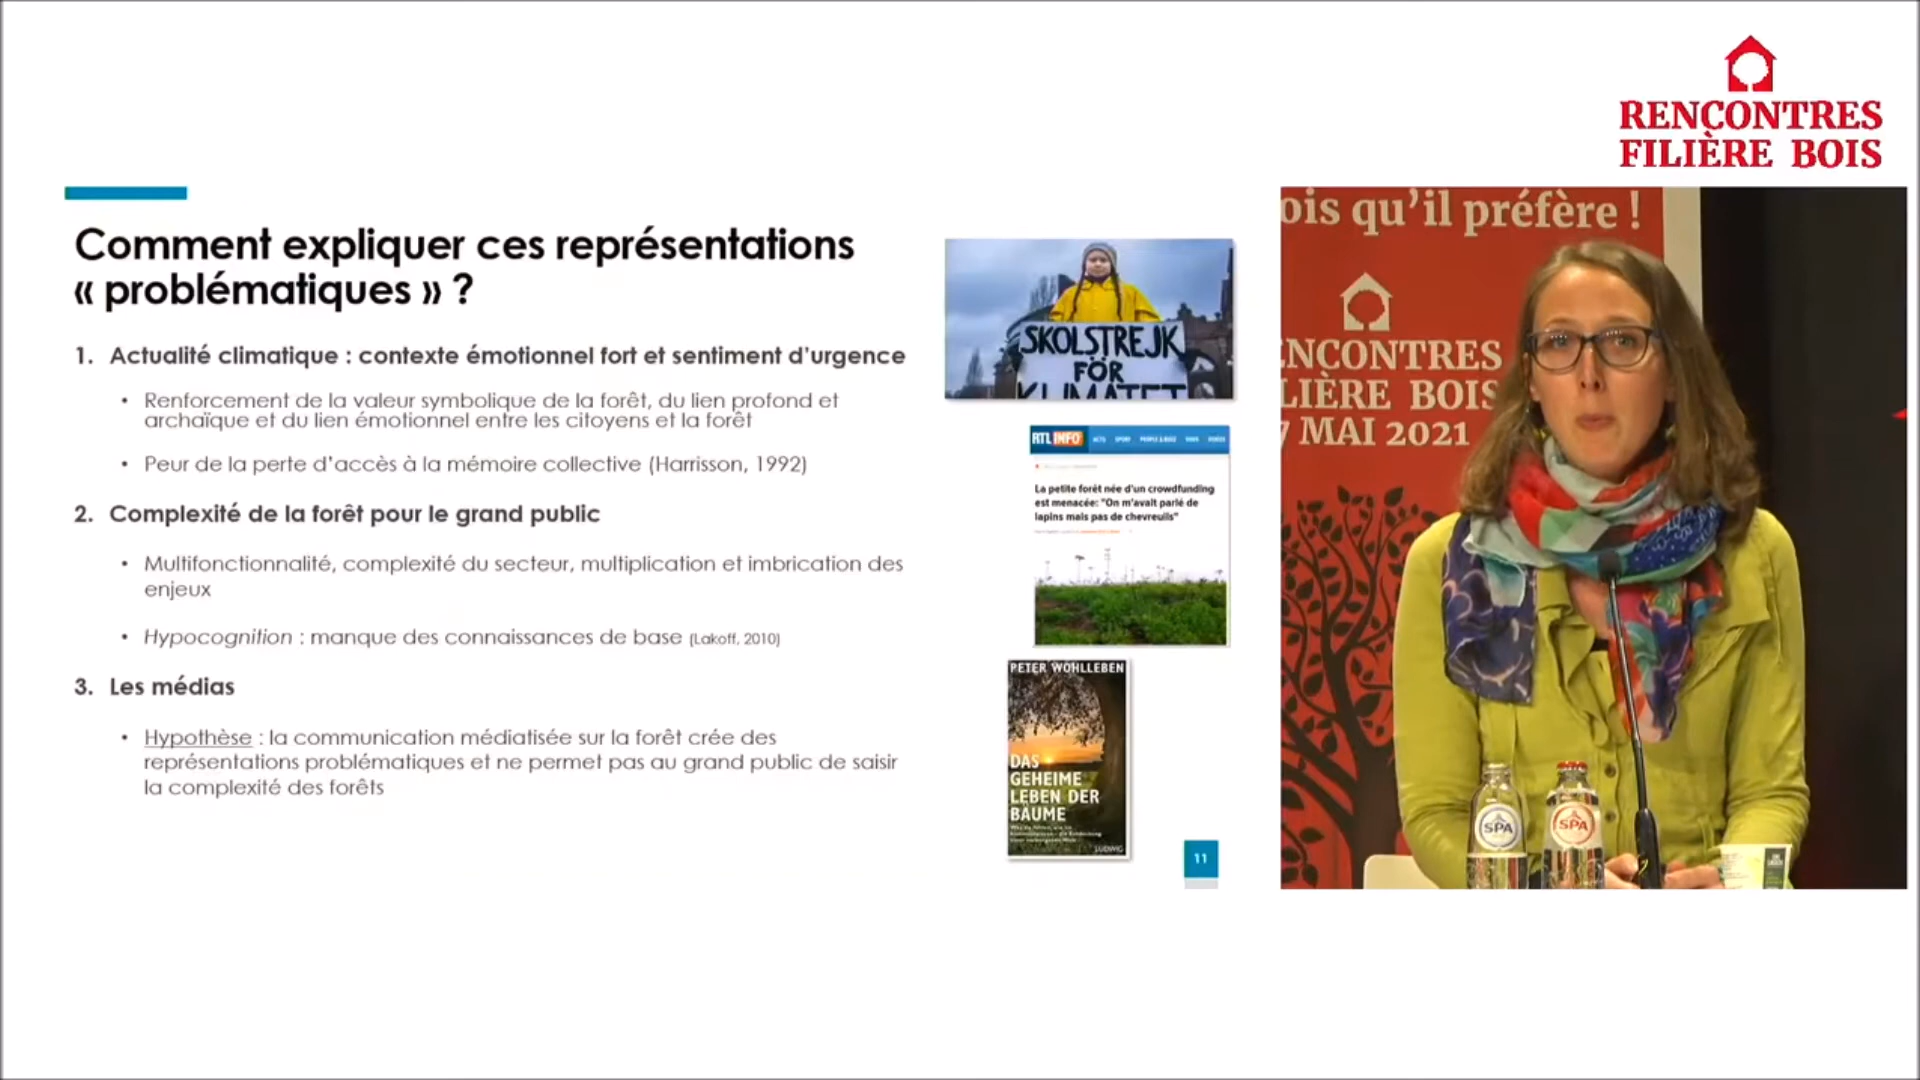 RENCONTRES
FILIÈRE BOIS
Comment expliquer ces représentations
« problématiques » ?
1. Actualité climatique : contexte émotionnel fort et sentiment d’urgence
• Renforcement de la valeur symbolique de la forêt, du lien profond et
archaïque et du lien émotionnel entre les citoyens et la forêt
• Peur de la perte d’accès à la mémoire collective (Harrisson, 1992)
2. Complexité de la forêt pour le grand public
• Multifonctionnalité, complexité du secteur, multiplication et imbrication des
enjeux
• Hypocognition : manque des connaissances de base (Lakoff, 2010)
3. Les médias
• Hypothèse : la communication médiatisée sur la forêt crée des
représentations problématiques et ne permet pas au grand public de saisir
la complexité des forêts
SKOLSTREJK
FÖR
KLIMATET
RTL INFO
La petite forêt née d'un crowdfunding
est menacée: "On m'avait parlé de
lapins mais pas de chevreuils"
PETER WOHLLEBEN
DAS
GEHEIME
LEBEN DER
BÄUME
LUDWIG
11
ois qu’il préfère !
ENCONTRES
LIÈRE BOIS
7 MAI 2021
SPA
SPA